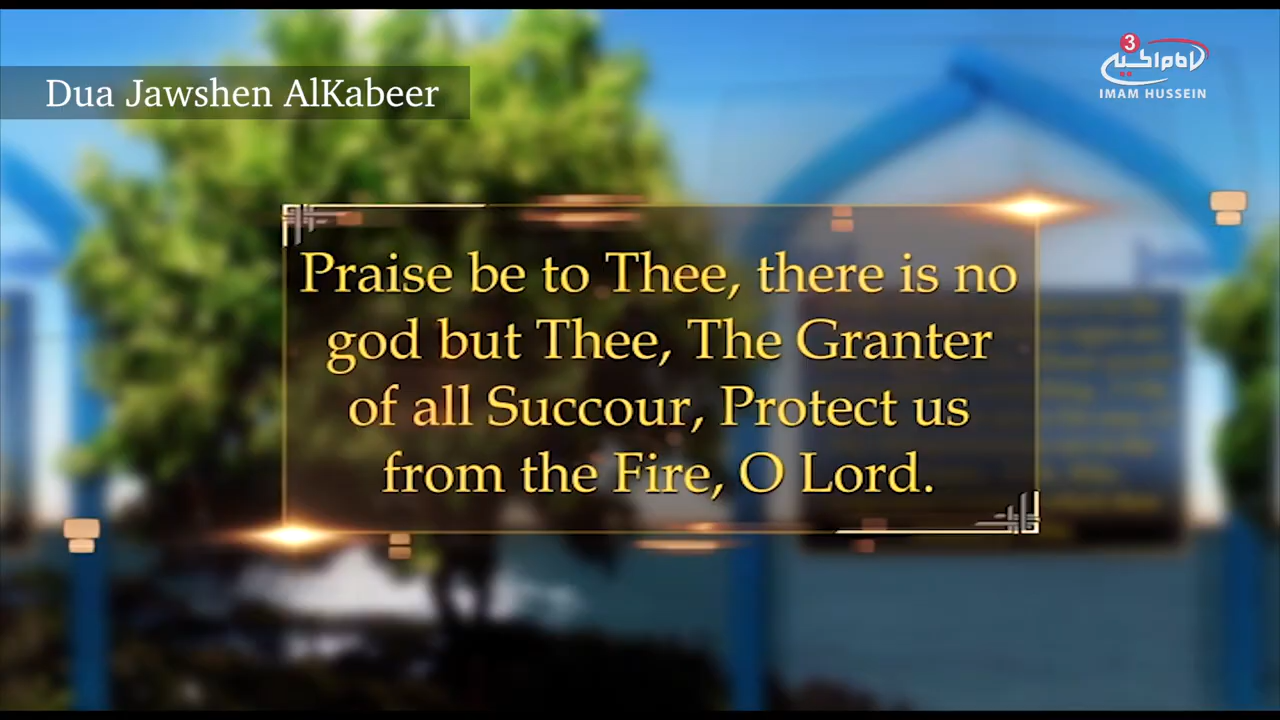 Dua Jawshen AlKabeer
3
IMAM HUSSEIN
Praise be to Thee, there is no
god but Thee, The Granter
of all Succour, Protect us
from the Fire, O Lord.